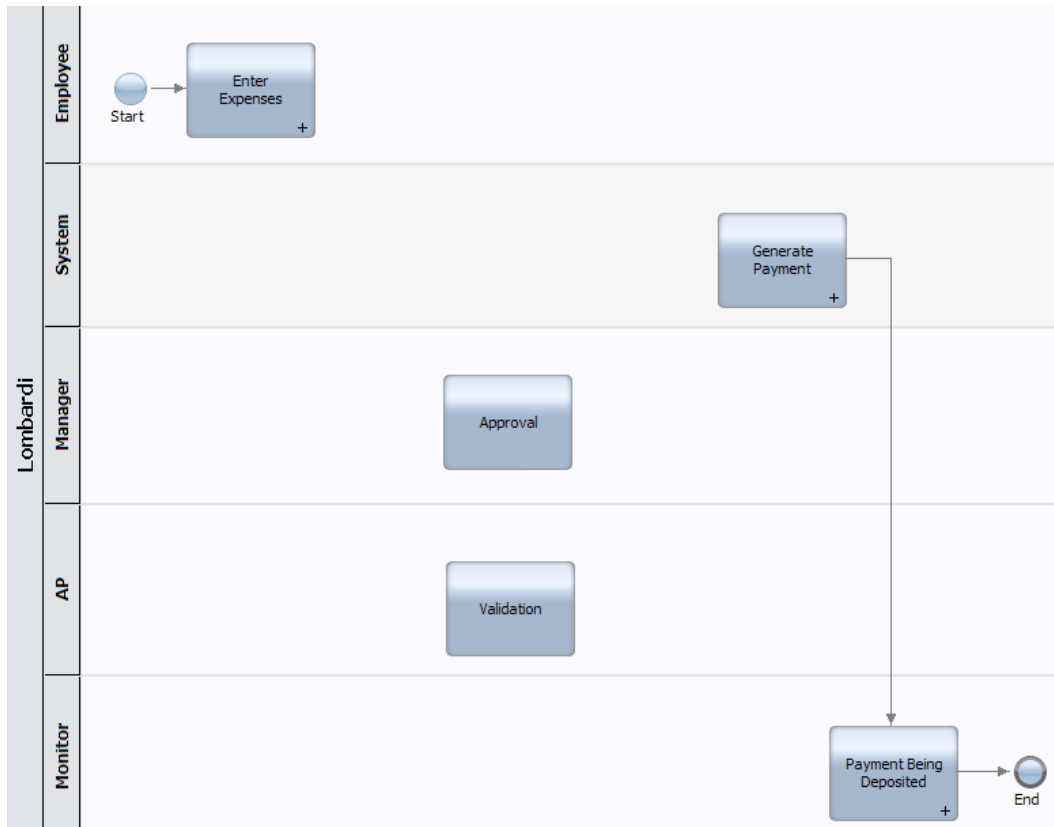 Lombardi
Employee
Start
Enter
Expenses
+
System
Generate
Payment
+
Manager
Approval
AP
Validation
Monitor
Payment Being
Deposited
+
End